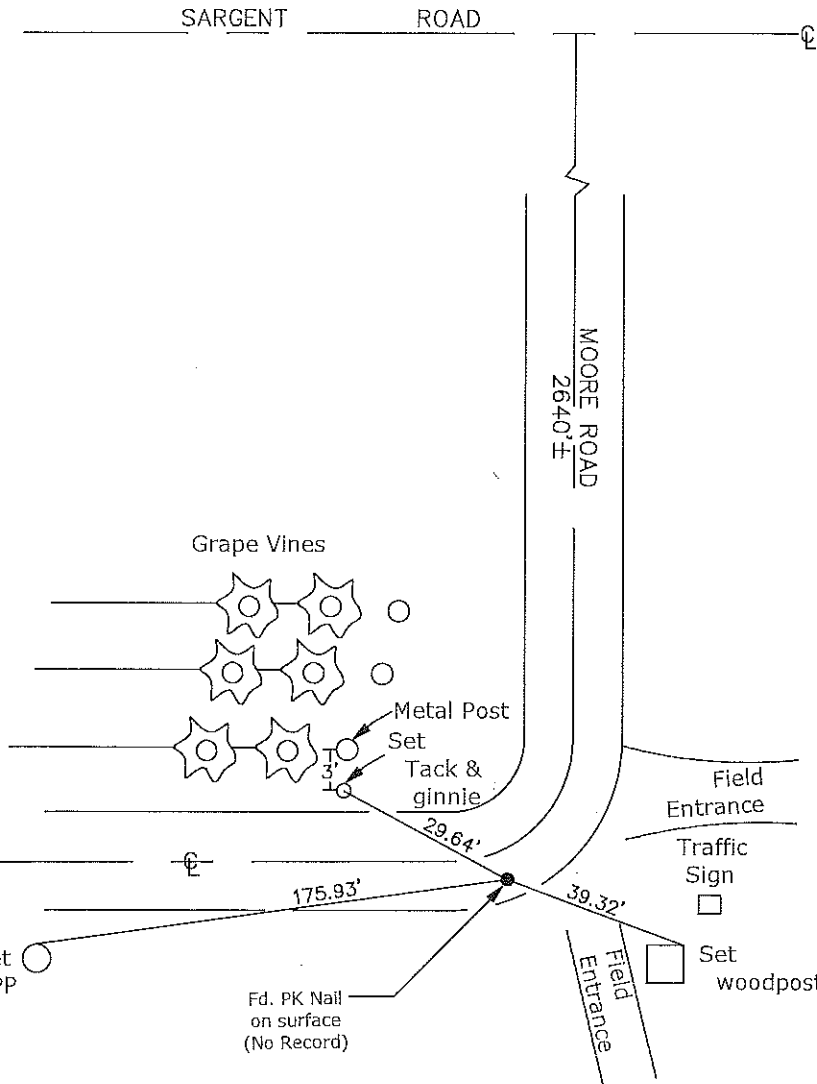 SARGENT ROAD
℄
MOORE ROAD
2640'±
Grape Vines
Metal Post
Set
3'
Tack &
ginnie
Field
Entrance
29.64'
Traffic
Sign
℄
175.93'
39.32'
Set
woodpost
Field
Entrance
Fd. PK Nail
on surface
(No Record)